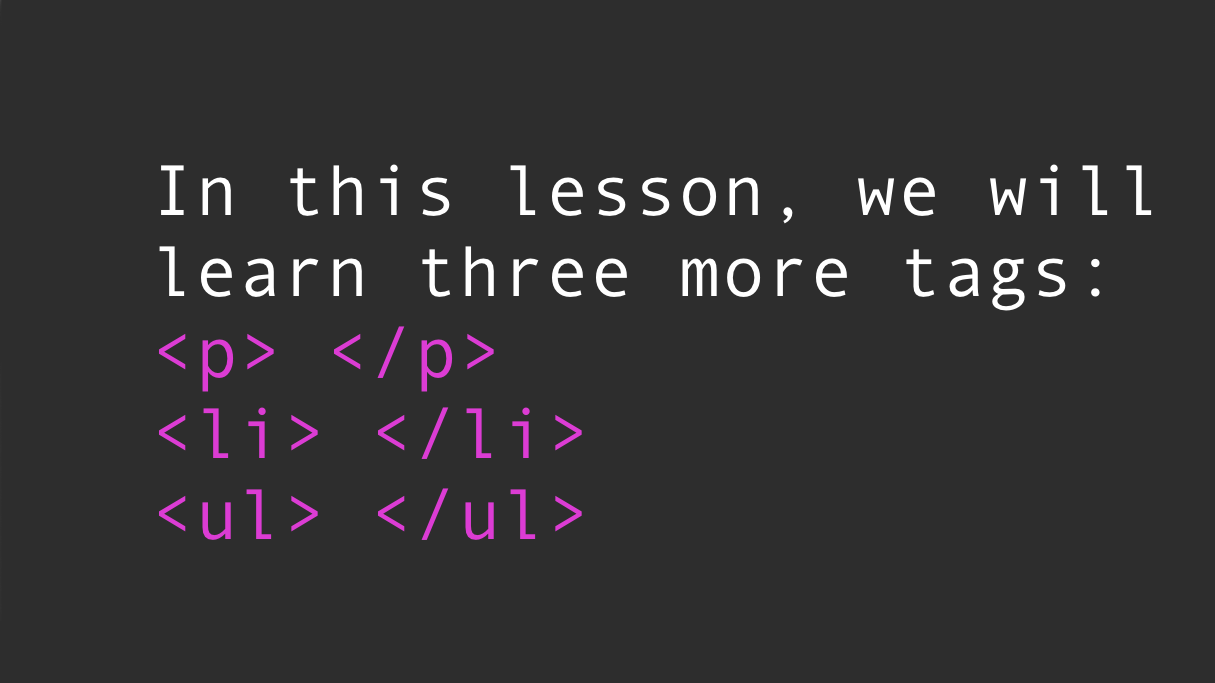 In this lesson, we will
learn three more tags:
<p> </p>
<li> </li>
<ul> </ul>